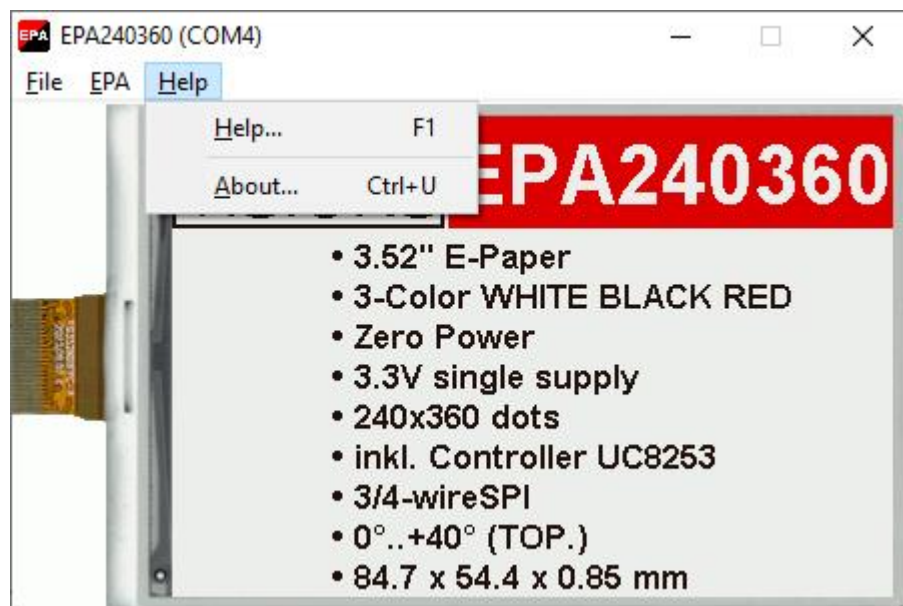 EPA EPA240360 (COM4)
File EPA Help
Help... F1
About... Ctrl+U
EPA240360
• 3.52" E-Paper
• 3-Color WHITE BLACK RED
• Zero Power
• 3.3V single supply
• 240x360 dots
• inkl. Controller UC8253
• 3/4-wireSPI
• 0°..+40° (TOP.)
• 84.7 x 54.4 x 0.85 mm